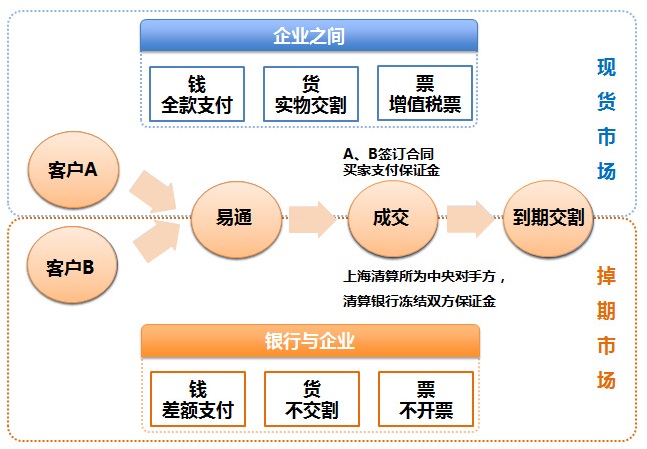 企业之间
钱
全款支付
货
实物交割
票
增值税票
现货市场
客户A
客户B
易通
A、B签订合同
买家支付保证金
成交
到期交割
上海清算所为中央对手方，
清算银行冻结双方保证金
掉期市场
银行与企业
钱
差额支付
货
不交割
票
不开票